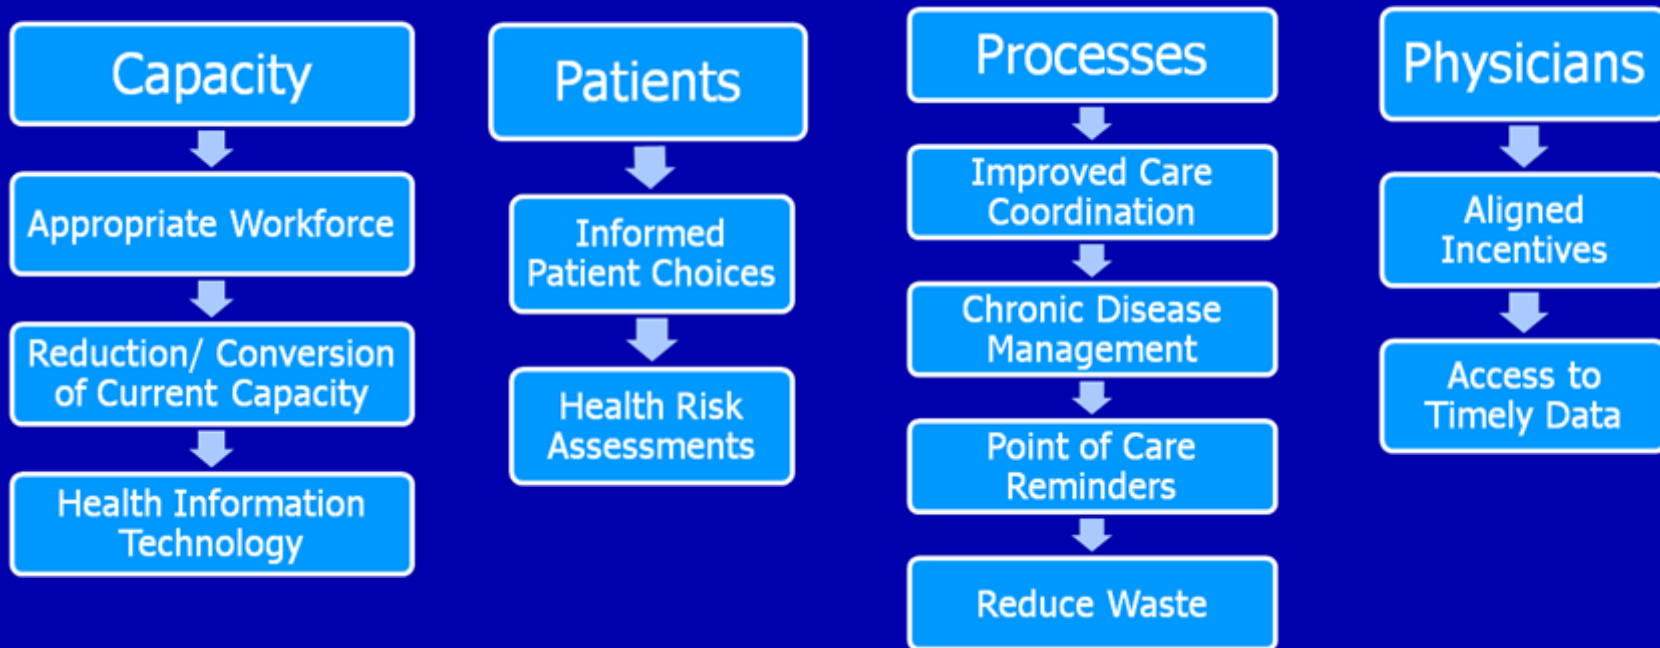 Capacity
Appropriate Workforce
Reduction/ Conversion
of Current Capacity
Health Information
Technology
Patients
Informed
Patient Choices
Health Risk
Assessments
Processes
Improved Care
Coordination
Chronic Disease
Management
Point of Care
Reminders
Reduce Waste
Physicians
Aligned
Incentives
Access to
Timely Data